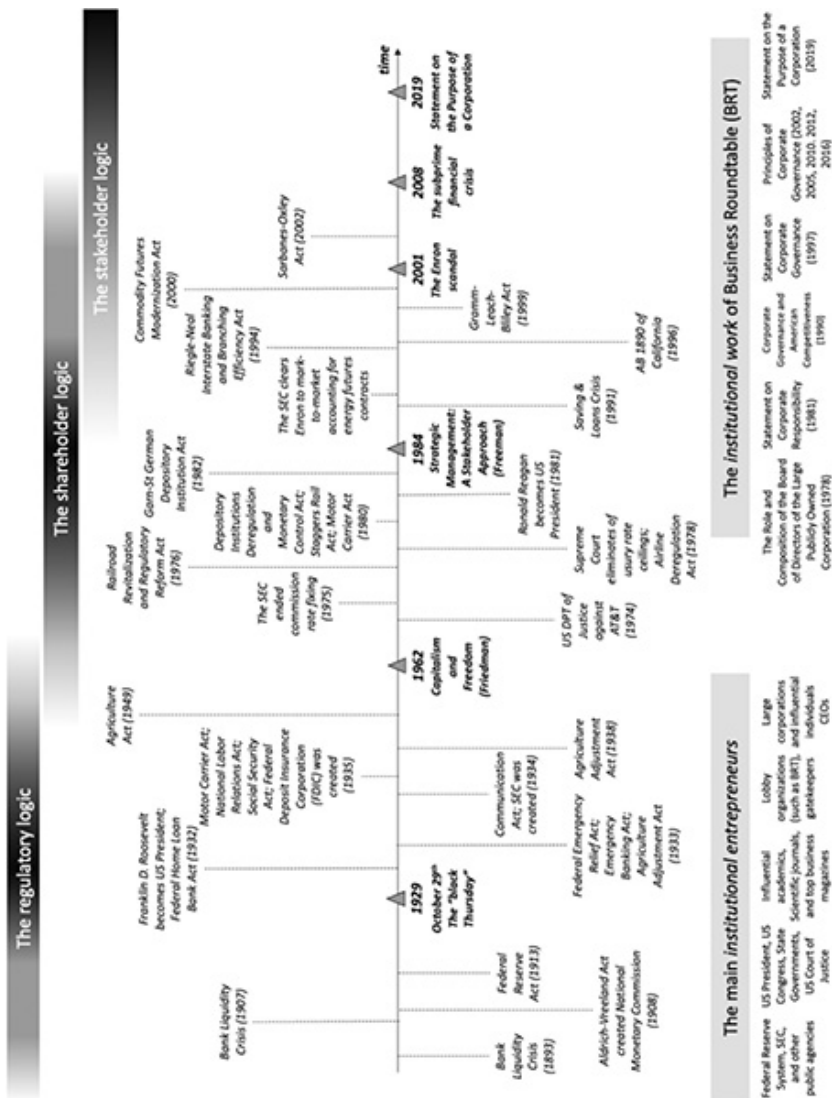 The regulatory logic
The shareholder logic
The stakeholder logic
Bank Liquidity
Crisis (1907)
Franklin D. Roosevelt
becomes US President;
Federal Home Loan
Bank Act (1932)
Motor Carrier Act;
National Labor
Relations Act;
Social Security
Act; Federal
Deposit Insurance
Corporation
(FDIC) was
created
(1935)
Agriculture
Act (1949)
The SEC
ended
commission
rate fixing
(1975)
Railroad
Revitalization
and Regulatory
Reform Act
(1976)
Depository
Institutions
Deregulation
and
Monetary
Control Act;
Staggers Rail
Act; Motor
Carrier Act
(1980)
Garn-St German
Depository
Institution Act
(1982)
The SEC clears
Enron to mark-
to-market
accounting for
energy futures
contracts
Riegle-Neal
Interstate Banking
and Branching
Efficiency Act
(1994)
Commodity Futures
Modernization Act
(2000)
Sarbanes-Oxley
Act (2002)
time
1929
October 29th
The "black
Thursday"
1962
Capitalism
and
Freedom
(Friedman)
1984
Strategic
Management:
A Stakeholder
Approach
(Freeman)
2001
The Enron
scandal
2008
The subprime
financial
crisis
2019
Statement on
the Purpose of
a Corporation
Bank
Liquidity
Crisis
(1893)
Aldrich-Vreeland Act
created National
Monetary Commission
(1908)
Federal
Reserve
Act (1913)
Federal Emergency
Relief Act;
Emergency
Banking Act;
Agriculture
Adjustment Act
(1933)
Communication
Act; SEC was
created (1934)
Agriculture
Adjustment
Act (1938)
US DPT of
Justice
against
AT&T
(1974)
Supreme
Court
eliminates of
usury rate
ceilings;
Airline
Deregulation
Act (1978)
Ronald Reagan
becomes US
President (1981)
Saving &
Loans Crisis
(1991)
AB 1890 of
California
(1996)
Gramm-
Leach-
Bliley Act
(1999)
The main institutional entrepreneurs
Federal Reserve
System, SEC,
and other
public agencies
US President, US
Congress, State
Governments,
US Court of
Justice
Influential
academics,
Scientific journals,
and top business
magazines
Lobby
organizations
(such as BRT),
gatekeepers
Large
corporations
and influential
individuals
CEOs
The institutional work of Business Roundtable (BRT)
The Role and
Composition of the Board
of Directors of the Large
Publicly Owned
Corporation (1978)
Statement on
Corporate
Responsibility
(1981)
Corporate
Governance and
American
Competitiveness
(1990)
Statement on
Corporate
Governance
(1997)
Principles of
Corporate
Governance (2002,
2005, 2010. 2012,
2016)
Statement on the
Purpose of a
Corporation
(2019)